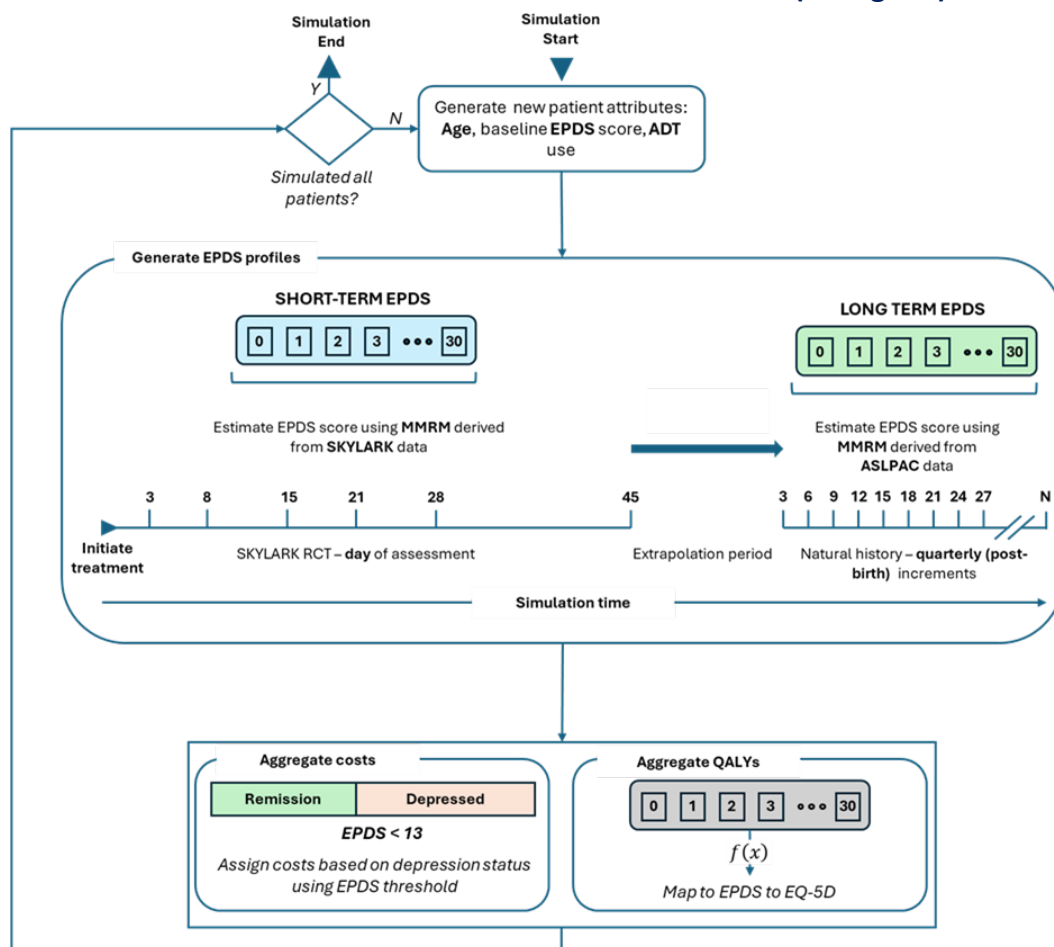 Simulation
End
Simulation
Start
Y
N
Simulated all
patients?
Generate new patient attributes:
Age, baseline EPDS score, ADT
use
Generate EPDS profiles
SHORT-TERM EPDS
0 1 2 3 30
LONG TERM EPDS
0 1 2 3 30
Estimate EPDS score using MMRM derived
from SKYLARK data
Estimate EPDS score using
MMRM derived from
ASLPAC data
3 8 15 21 28 45
3 6 9 12 15 18 21 24 27 N
Initiate
treatment
SKYLARK RCT – day of assessment
Extrapolation period
Natural history – quarterly (post-
birth) increments
Simulation time
Aggregate costs
Remission Depressed
EPDS < 13
Assign costs based on depression status
using EPDS threshold
Aggregate QALYs
0 1 2 3 30
f(x)
Map to EPDS to EQ-5D